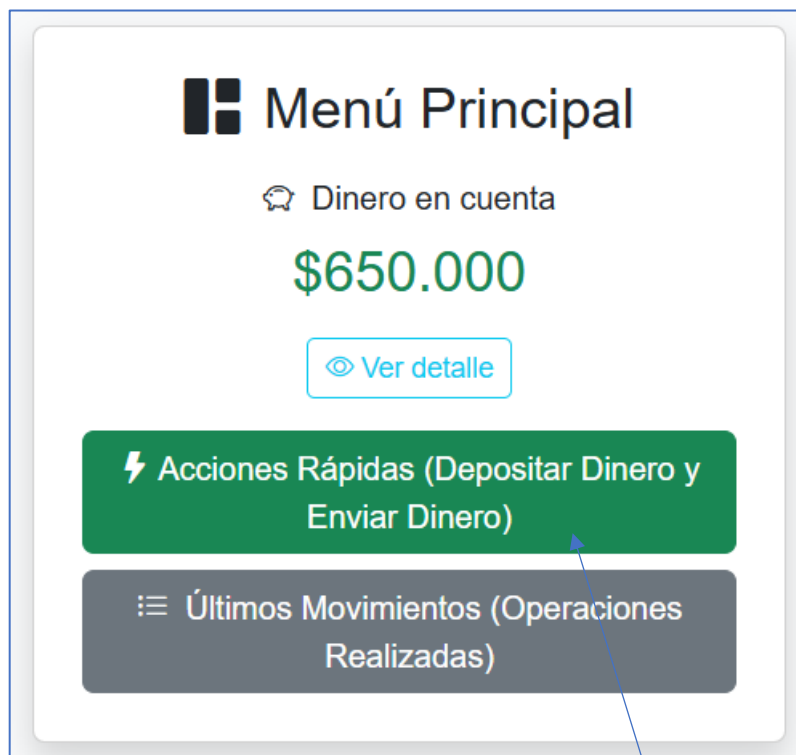 Menú Principal
Dinero en cuenta
$650.000
Ver detalle
Acciones Rápidas (Depositar Dinero y
Enviar Dinero)
Últimos Movimientos (Operaciones
Realizadas)